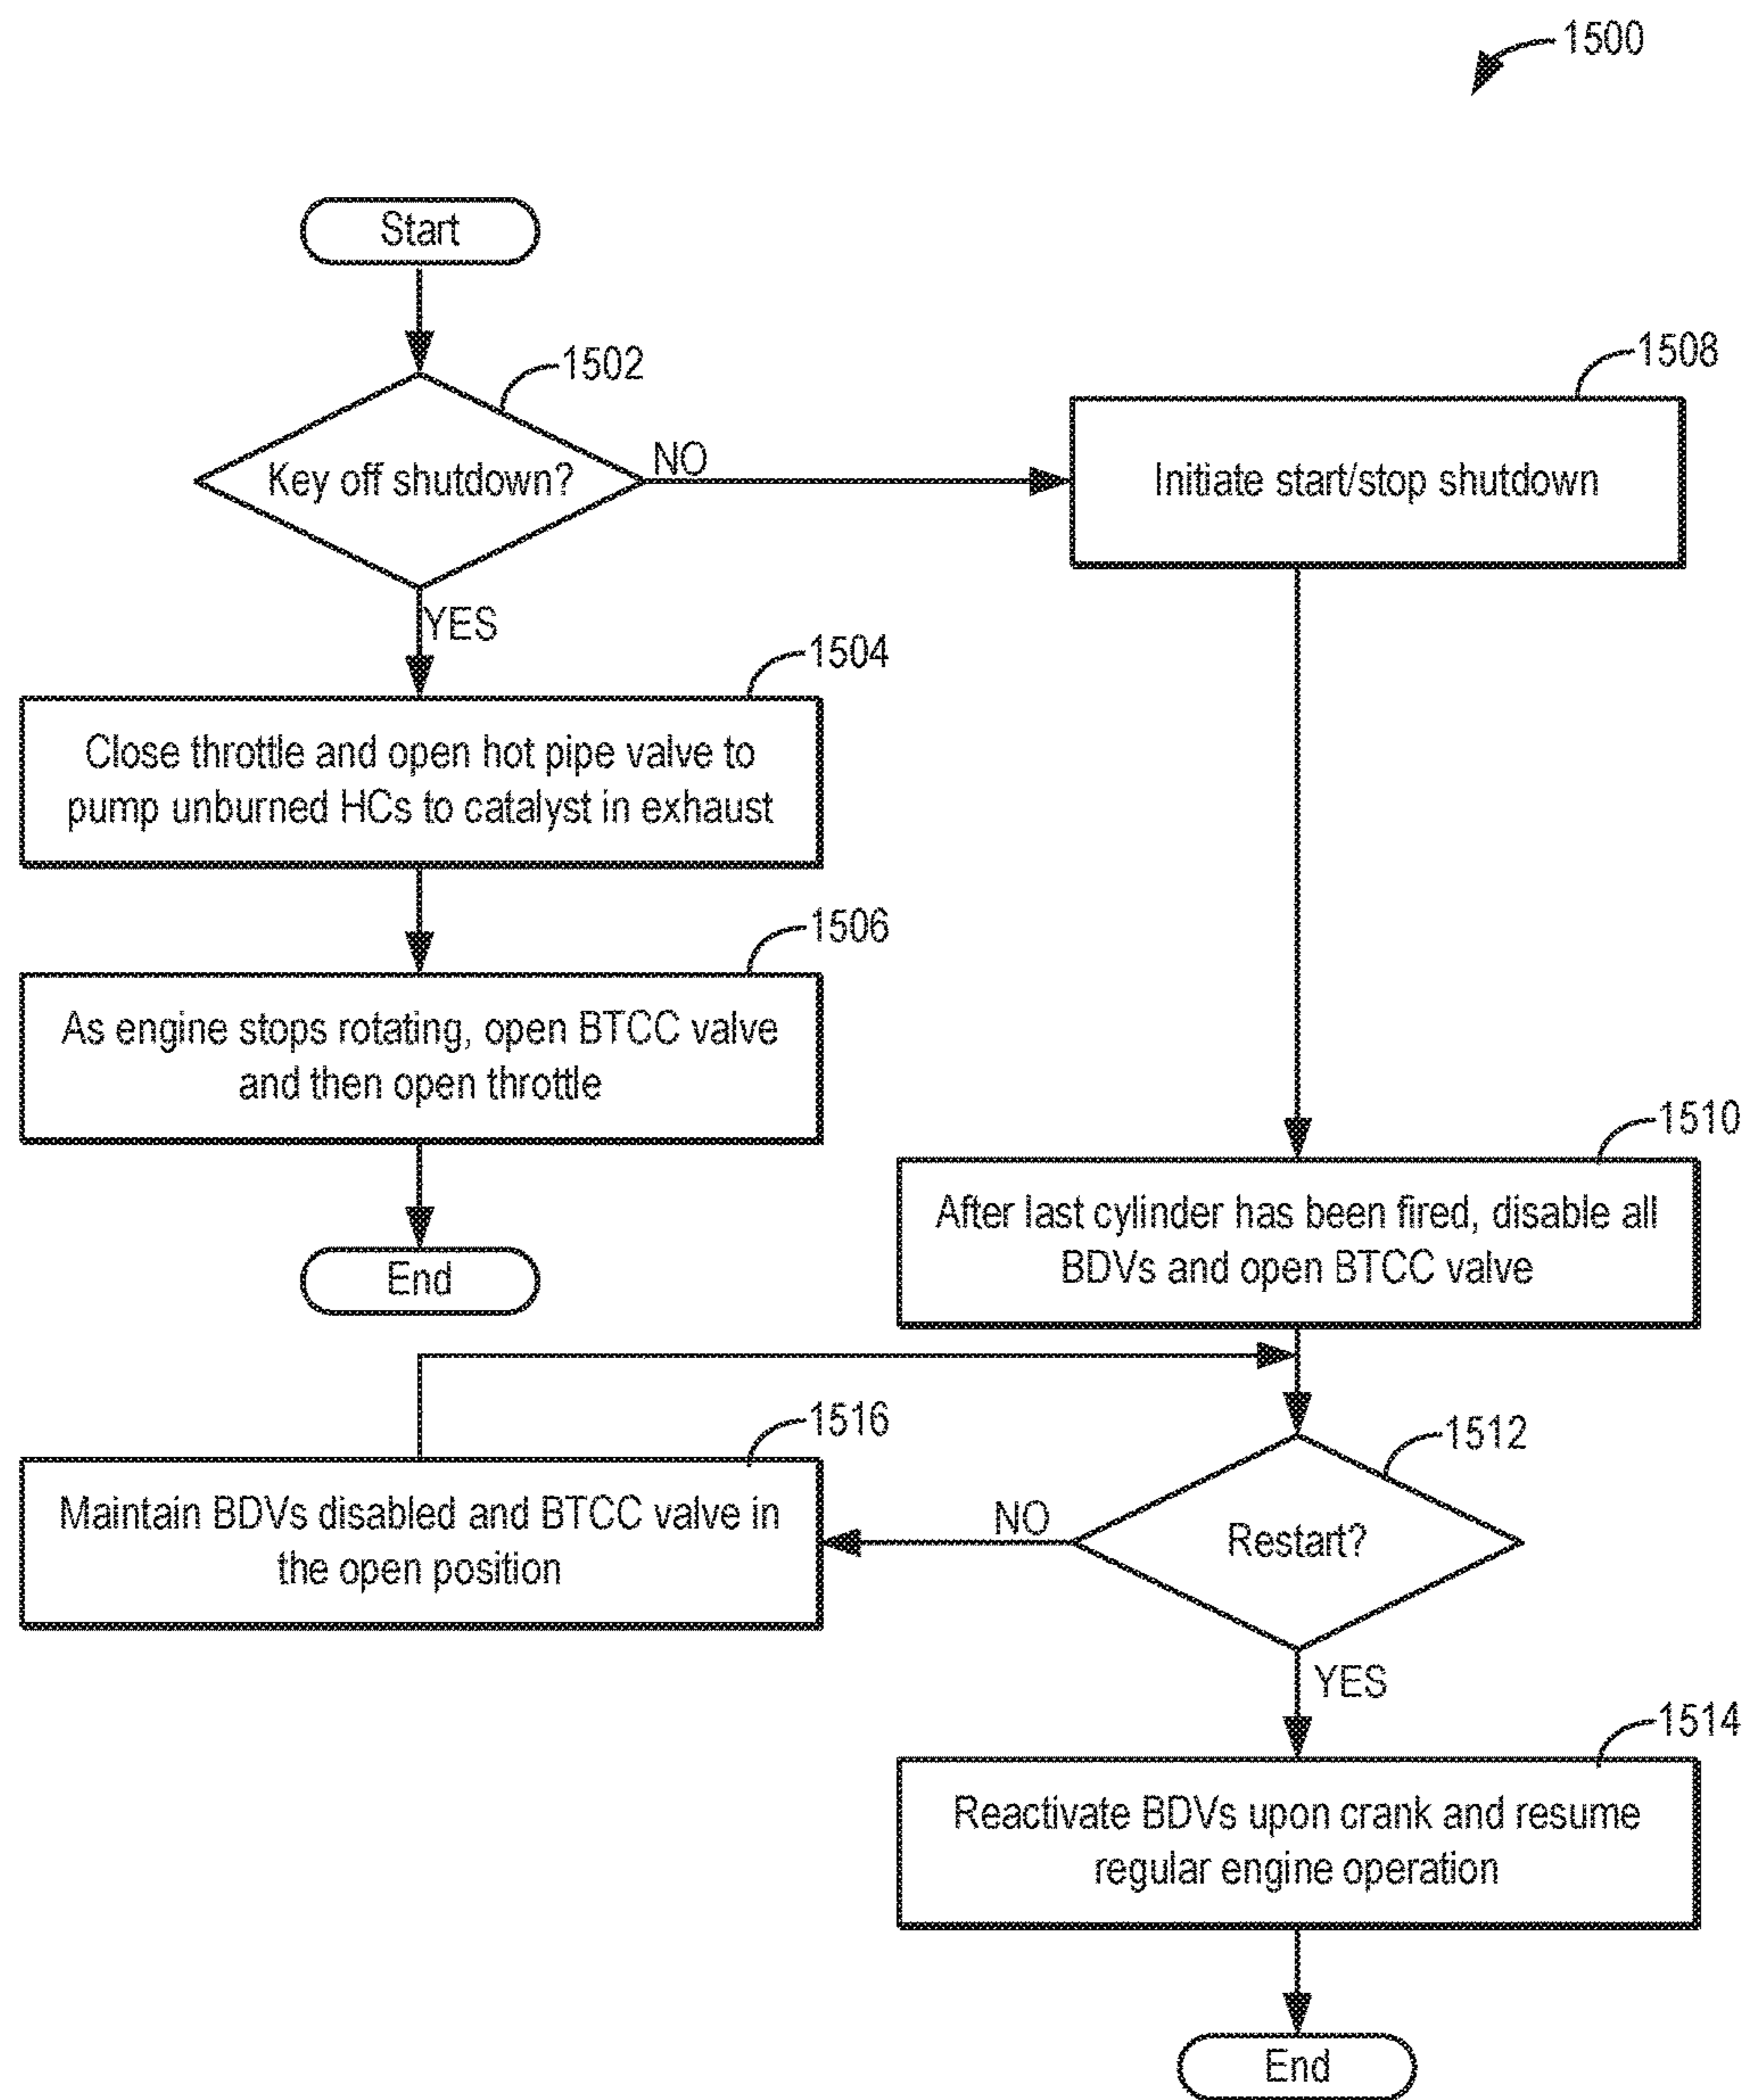 1500
Start
1502
Key off shutdown?
NO
1508
Initiate start/stop shutdown
YES
1504
Close throttle and open hot pipe valve to
pump unburned HCs to catalyst in exhaust
1506
As engine stops rotating, open BTCC valve
and then open throttle
End
1510
After last cylinder has been fired, disable all
BDVs and open BTCC valve
1516
Maintain BDVs disabled and BTCC valve in
the open position
NO
1512
Restart?
YES
1514
Reactivate BDVs upon crank and resume
regular engine operation
End